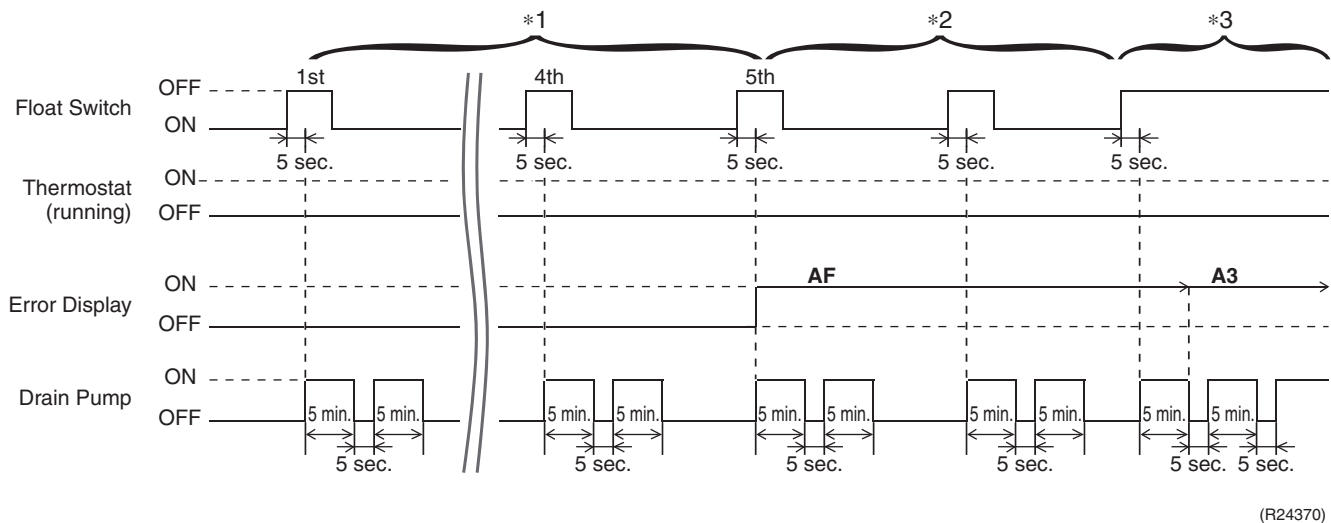 *1 *2 *3
1st 4th 5th
Float Switch OFF
ON
5 sec. 5 sec. 5 sec. 5 sec. 5 sec.
Thermostat (running) ON
OFF
Error Display ON AF A3
OFF
Drain Pump ON
OFF 5 min. 5 min. 5 min. 5 min. 5 min. 5 min. 5 min. 5 min. 5 min. 5 min.
5 sec. 5 sec. 5 sec. 5 sec. 5 sec. 5 sec.
(R24370)